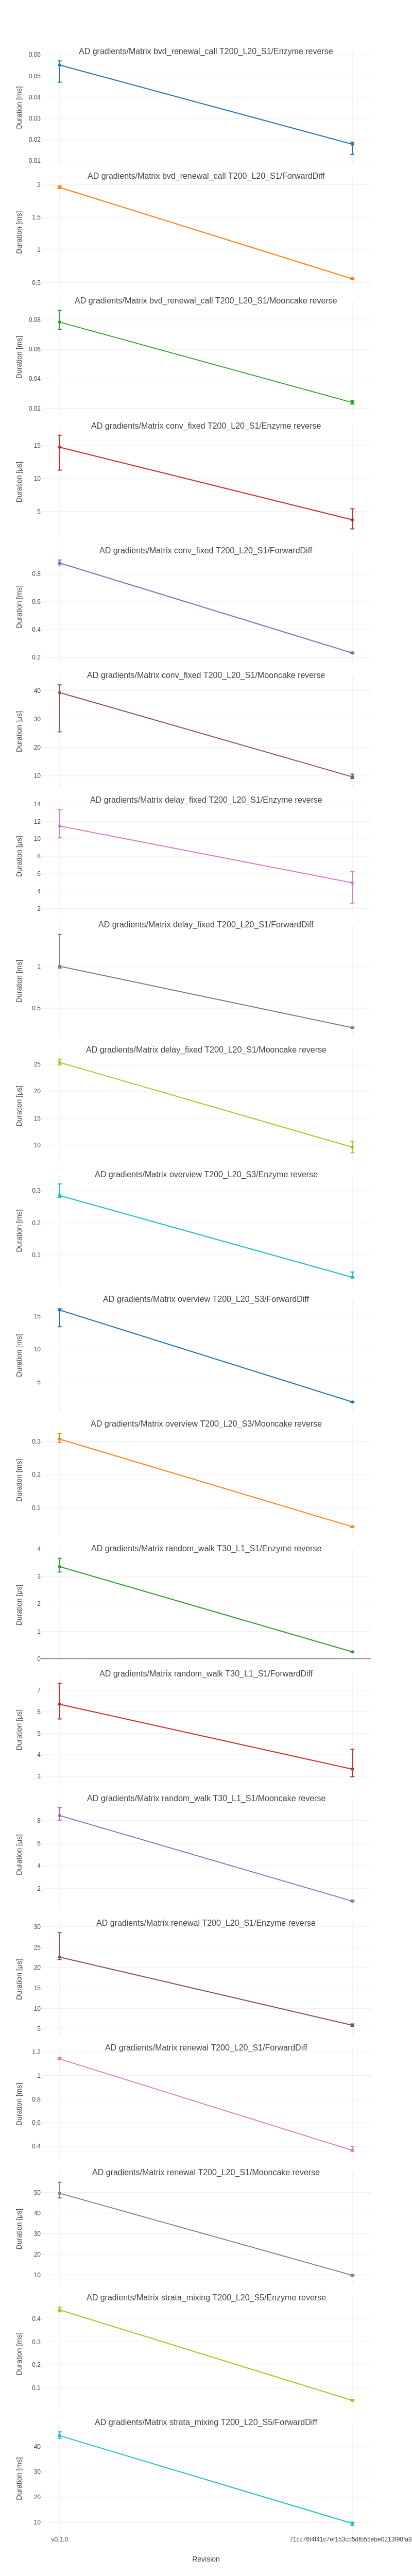 AD gradients/Matrix bvd_renewal_call T200_L20_S1/Enzyme reverse
0.06
0.05
0.04
0.03
0.02
0.01
Duration [ms]
AD gradients/Matrix bvd_renewal_call T200_L20_S1/ForwardDiff
2
1.5
1
0.5
Duration [ms]
AD gradients/Matrix bvd_renewal_call T200_L20_S1/Mooncake reverse
0.08
0.06
0.04
0.02
Duration [ms]
AD gradients/Matrix conv_fixed T200_L20_S1/Enzyme reverse
15
10
5
Duration [µs]
AD gradients/Matrix conv_fixed T200_L20_S1/ForwardDiff
0.8
0.6
0.4
0.2
Duration [ms]
AD gradients/Matrix conv_fixed T200_L20_S1/Mooncake reverse
40
30
20
10
Duration [µs]
AD gradients/Matrix delay_fixed T200_L20_S1/Enzyme reverse
14
12
10
8
6
4
2
Duration [µs]
AD gradients/Matrix delay_fixed T200_L20_S1/ForwardDiff
1
0.5
Duration [ms]
AD gradients/Matrix delay_fixed T200_L20_S1/Mooncake reverse
25
20
15
10
Duration [µs]
AD gradients/Matrix overview T200_L20_S3/Enzyme reverse
0.3
0.2
0.1
Duration [ms]
AD gradients/Matrix overview T200_L20_S3/ForwardDiff
15
10
5
Duration [ms]
AD gradients/Matrix overview T200_L20_S3/Mooncake reverse
0.3
0.2
0.1
Duration [ms]
AD gradients/Matrix random_walk T30_L1_S1/Enzyme reverse
4
3
2
1
0
Duration [µs]
AD gradients/Matrix random_walk T30_L1_S1/ForwardDiff
7
6
5
4
3
Duration [µs]
AD gradients/Matrix random_walk T30_L1_S1/Mooncake reverse
8
6
4
2
Duration [µs]
AD gradients/Matrix renewal T200_L20_S1/Enzyme reverse
30
25
20
15
10
5
Duration [µs]
AD gradients/Matrix renewal T200_L20_S1/ForwardDiff
1.2
1
0.8
0.6
0.4
Duration [ms]
AD gradients/Matrix renewal T200_L20_S1/Mooncake reverse
50
40
30
20
10
Duration [µs]
AD gradients/Matrix strata_mixing T200_L20_S5/Enzyme reverse
0.4
0.3
0.2
0.1
Duration [ms]
AD gradients/Matrix strata_mixing T200_L20_S5/ForwardDiff
40
30
20
10
Duration [ms]
v0.1.0
71cc76f4f41c7ef153cd5dfb55ebe0213f90fa8
Revision